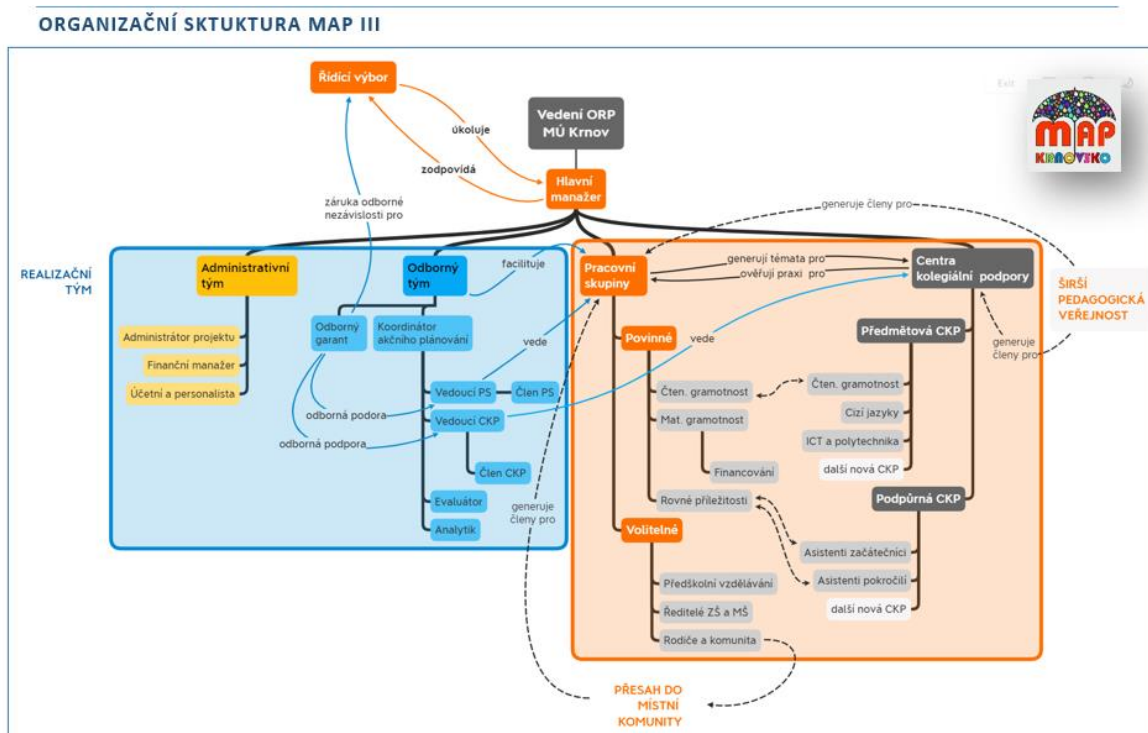 ORGANIZAČNÍ SKTUKTURA MAP III
Řídící výbor
Exit
Vedení ORP
MÚ Krnov
MAP
KRNOVSKO
úkoluje
zodpovídá
Hlavní
manažer
záruka odborné
nezávislosti pro
generuje členy pro
REALIZAČNÍ
TÝM
Administrativní
tým
Odborný
tým
facilituje
Pracovní
skupiny
generují témata pro
ověřují praxi pro
Centra
kolegiální podpory
ŠIRŠÍ
PEDAGOGICKÁ
VEŘEJNOST
Administrátor projektu
Finanční manažer
Účetní a personalista
Odborný
garant
Koordinátor
akčního plánování
vede
Povinné
vede
Předmětová CKP
generuje
členy pro
Vedoucí PS
Člen PS
odborná podora
Vedoucí CKP
odborná podpora
Člen CKP
Evaluátor
Analytik
generuje
členy pro
Čten. gramotnost
Mat. gramotnost
Financování
Rovné příležitosti
Čten. gramotnost
Cizí jazyky
ICT a polytechnika
další nová CKP
Podpůrná CKP
Volitelné
Asistenti začátečníci
Asistenti pokročilí
další nová CKP
Předškolní vzdělávání
Ředitelé ZŠ a MŠ
Rodiče a komunita
PŘESAH DO
MÍSTNÍ
KOMUNITY